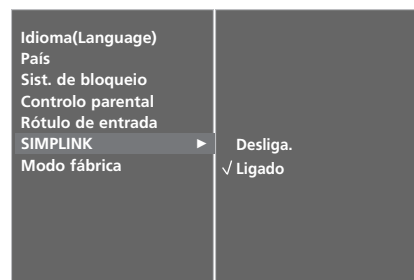 Idioma(Language)
País
Sist. de bloqueio
Controlo parental
Rótulo de entrada
SIMPLINK ►
Modo fábrica
Desliga.
√ Ligado